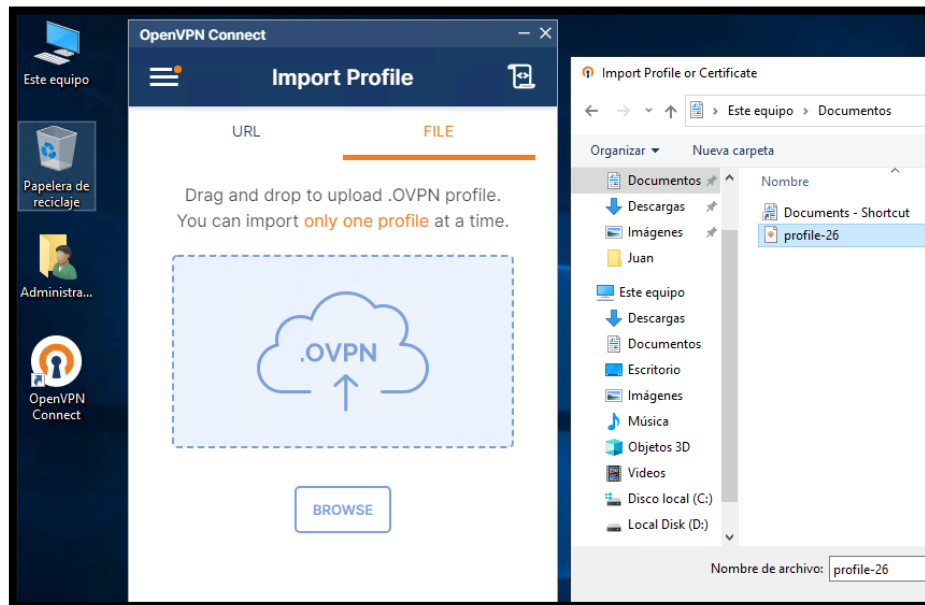 Este equipo
Papelera de
reciclaje
Administra...
OpenVPN
Connect
OpenVPN Connect
Import Profile
URL
FILE
Drag and drop to upload .OVPN profile.
You can import only one profile at a time.
.OVPN
BROWSE
Import Profile or Certificate
Este equipo > Documentos
Organizar
Nueva carpeta
Documentos
Descargas
Imágenes
Juan
Este equipo
Descargas
Documentos
Escritorio
Imágenes
Música
Objetos 3D
Videos
Disco local (C:)
Local Disk (D:)
Nombre
Documents - Shortcut
profile-26
Nombre de archivo: profile-26